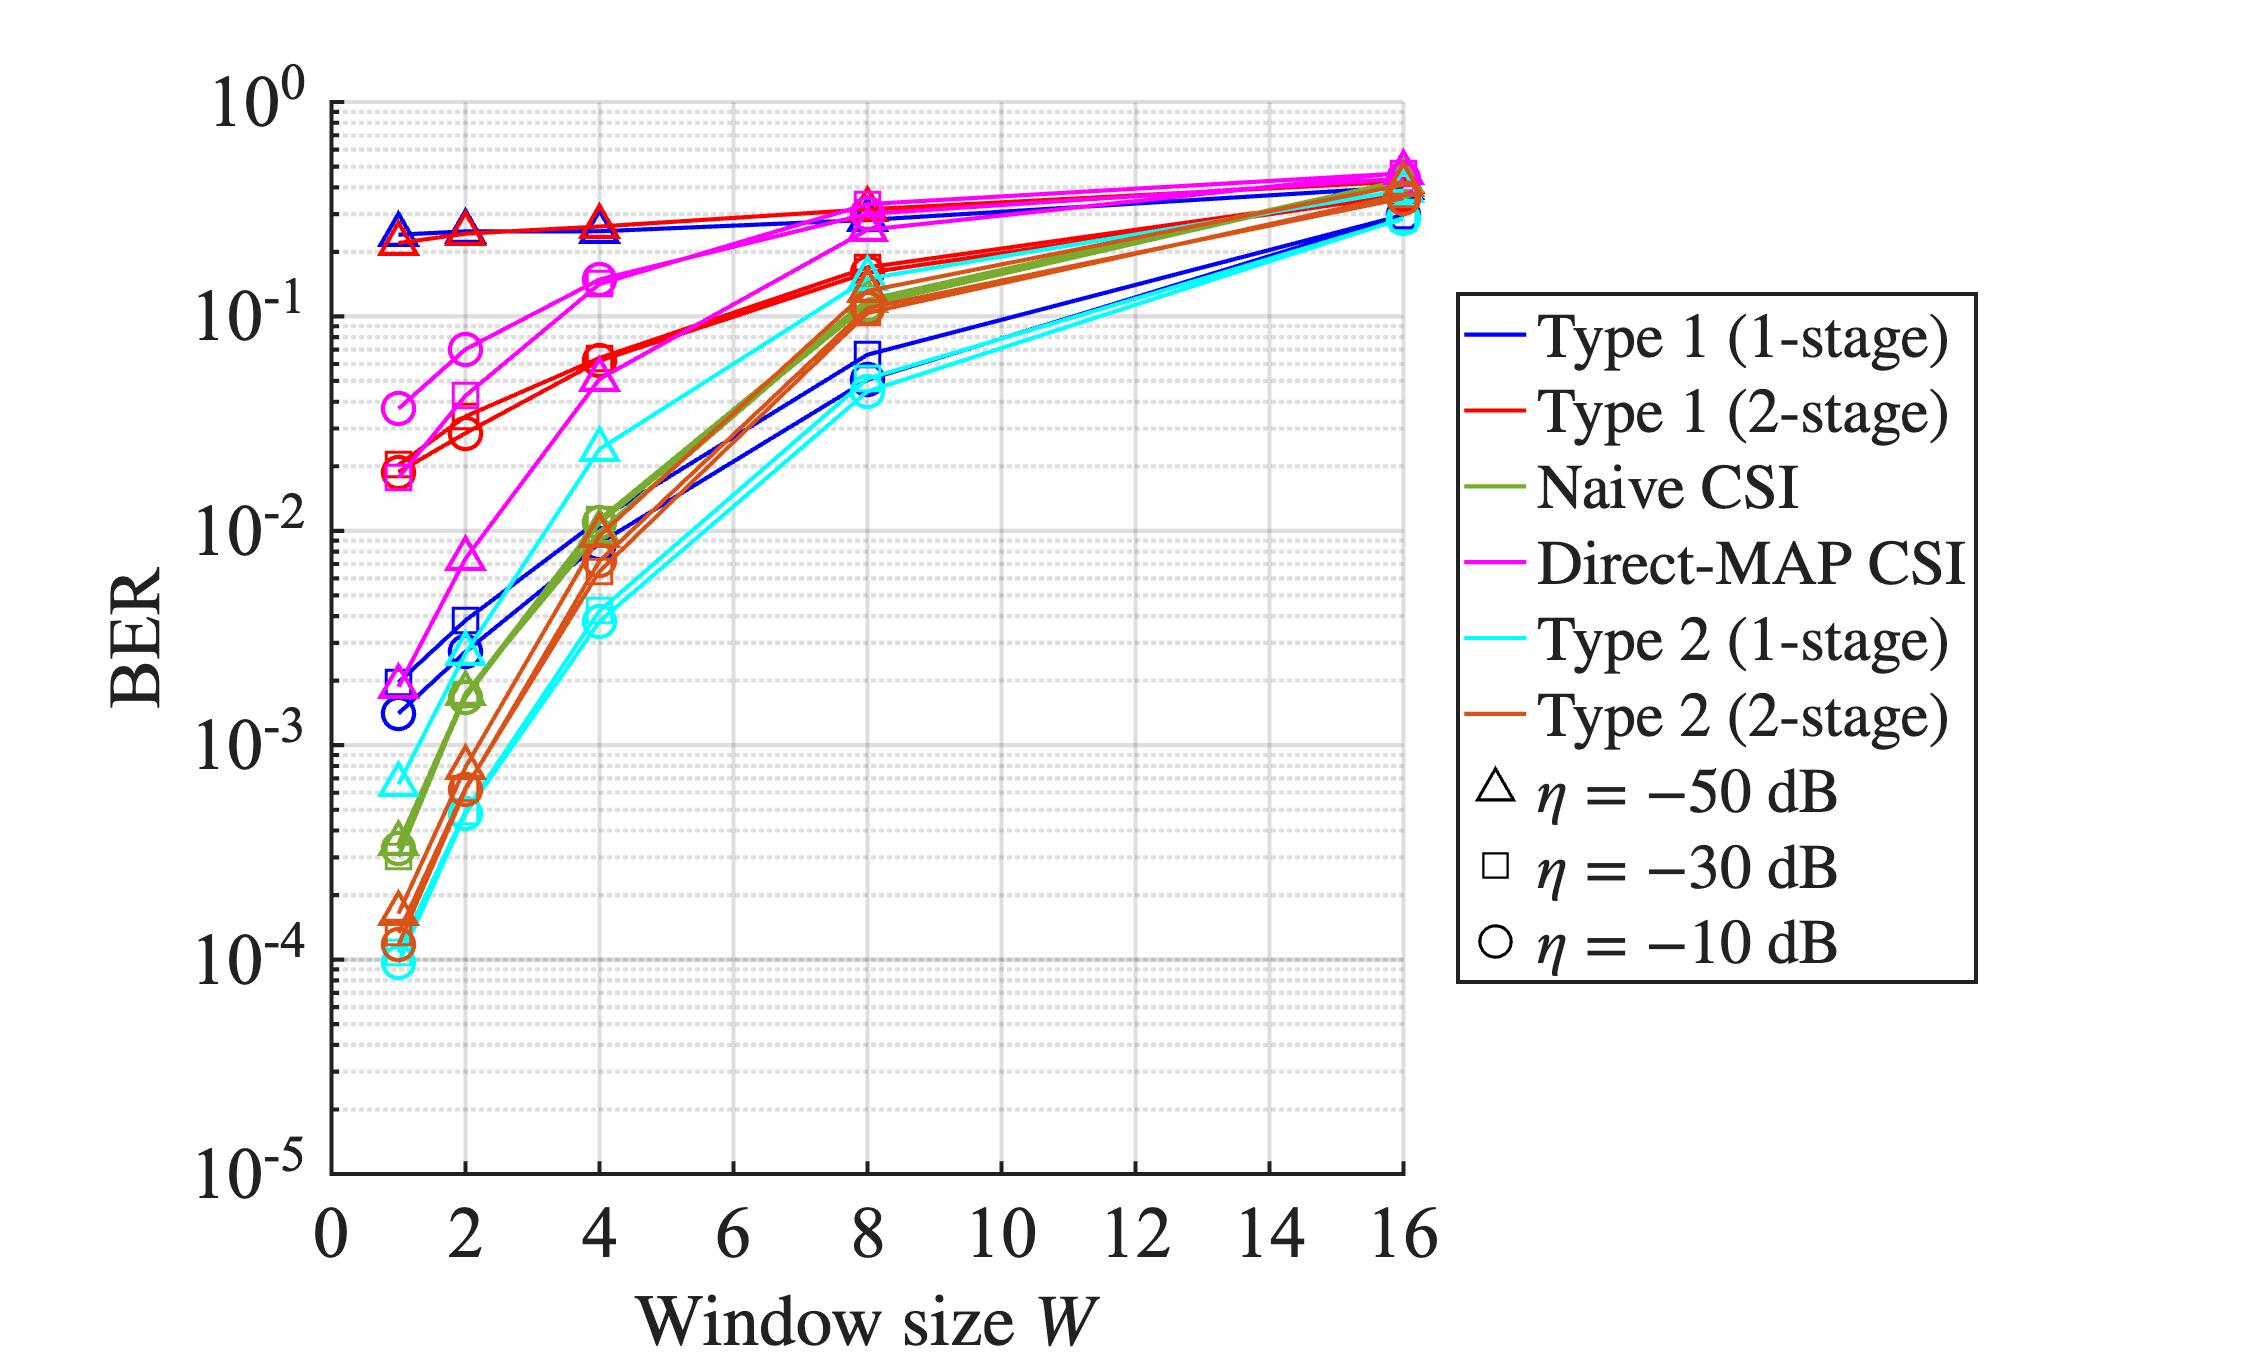 10^0
10^-1
10^-2
10^-3
10^-4
10^-5
BER
0 2 4 6 8 10 12 14 16
Window size W
Type 1 (1-stage)
Type 1 (2-stage)
Naive CSI
Direct-MAP CSI
Type 2 (1-stage)
Type 2 (2-stage)
η = −50 dB
η = −30 dB
η = −10 dB